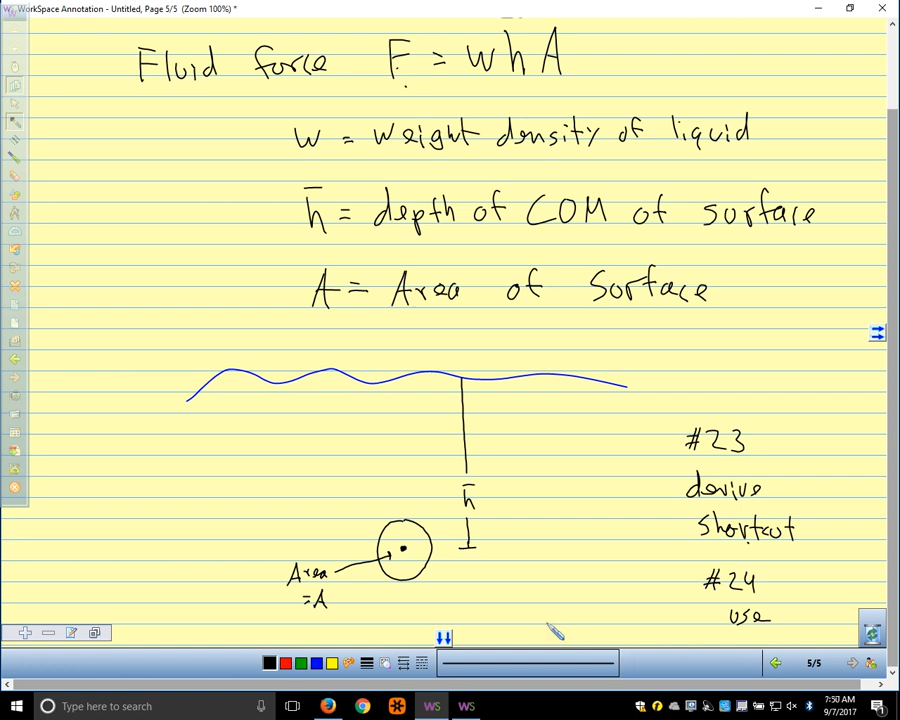 WorkSpace Annotation - Untitled, Page 5/5 (Zoom 100%) *
Fluid force F = w h A
w = weight density of liquid
h̄ = depth of COM of surface
A = Area of Surface
#23
derive
shortcut
h̄
Area
=A
#24
use
5/5
Type here to search
WS
WS
7:50 AM
9/7/2017